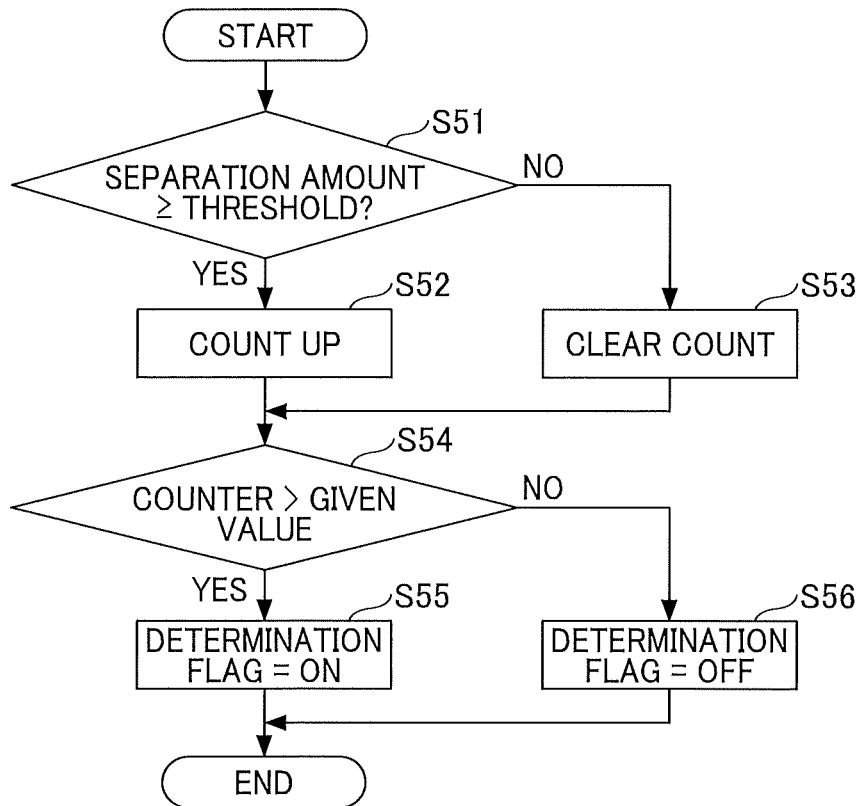 START
S51
SEPARATION AMOUNT
≥ THRESHOLD?
NO
YES
S52
S53
COUNT UP
CLEAR COUNT
S54
COUNTER > GIVEN
VALUE
NO
YES
S55
S56
DETERMINATION
FLAG = ON
DETERMINATION
FLAG = OFF
END